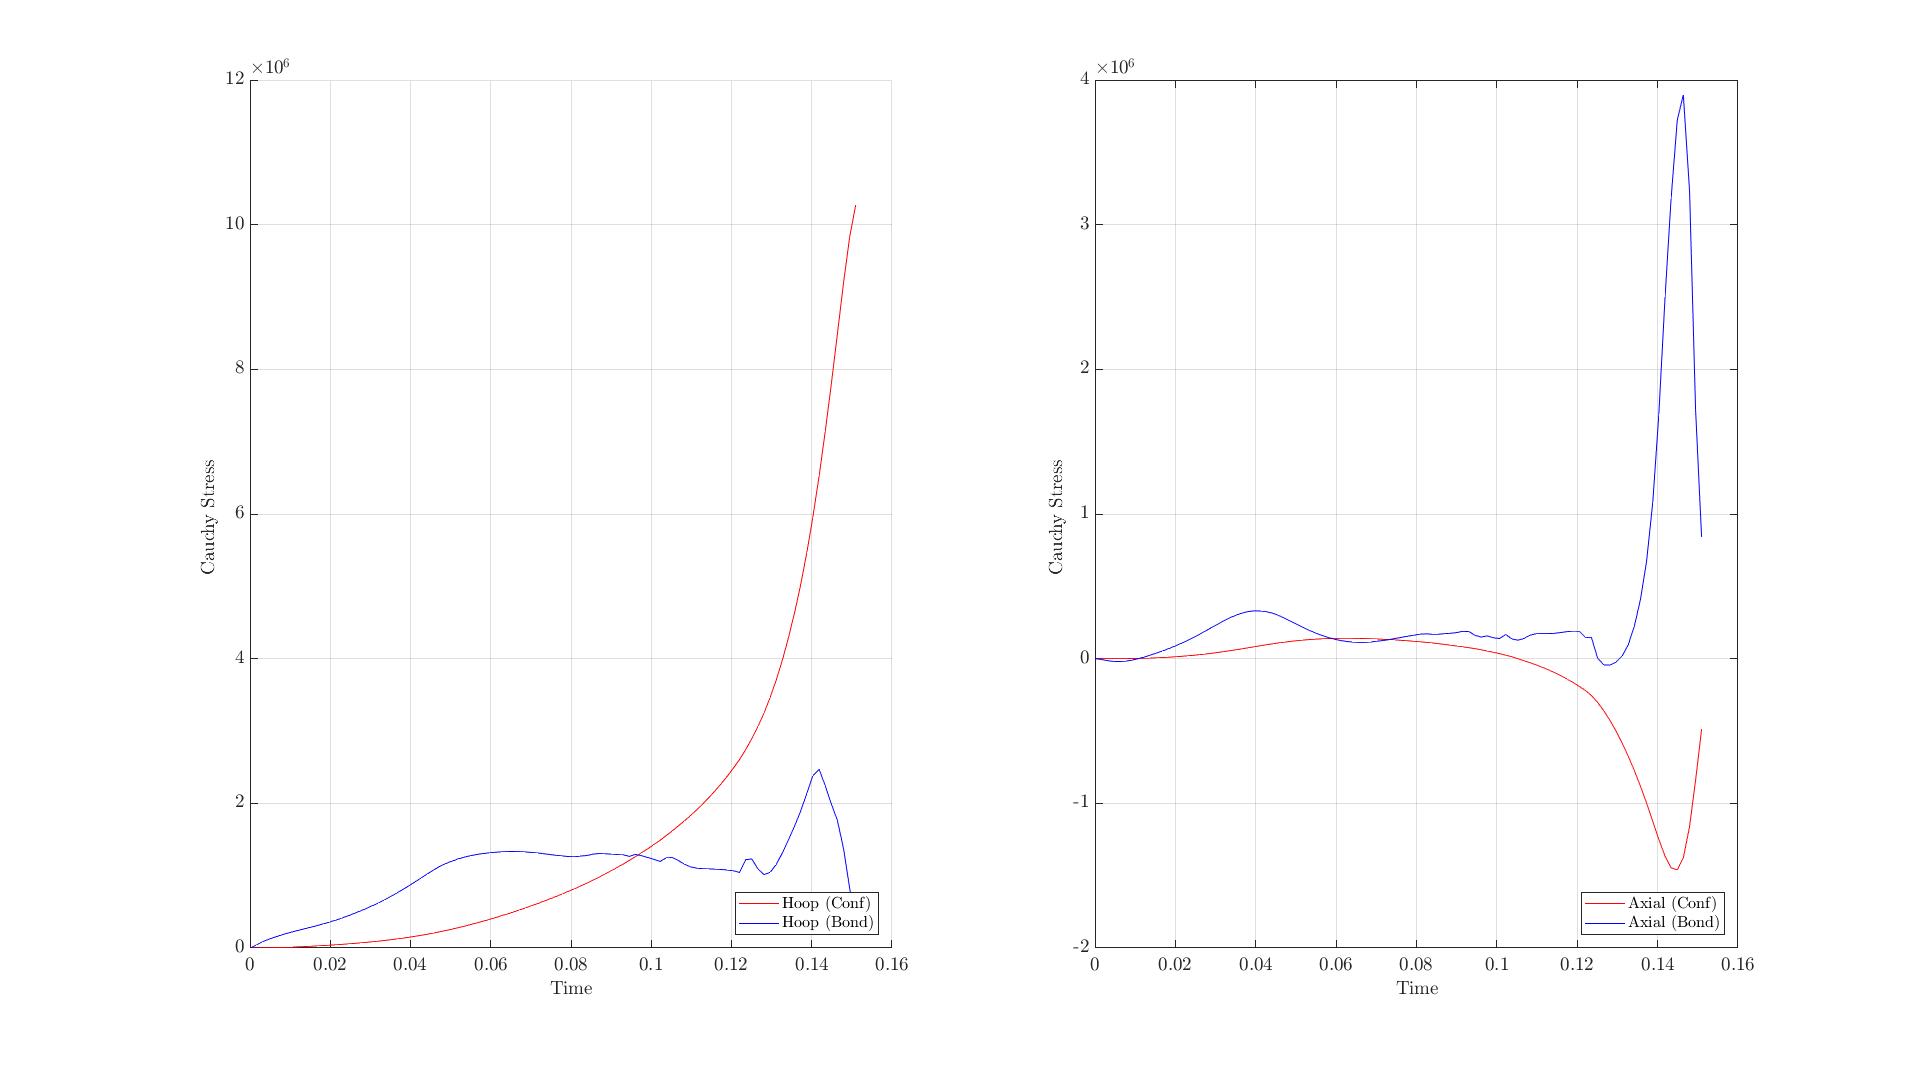 ×10⁶
12
10
8
6
4
2
0
Cauchy Stress
0 0.02 0.04 0.06 0.08 0.1 0.12 0.14 0.16
Time
Hoop (Conf)
Hoop (Bond)
×10⁶
4
3
2
1
0
-1
-2
Cauchy Stress
0 0.02 0.04 0.06 0.08 0.1 0.12 0.14 0.16
Time
Axial (Conf)
Axial (Bond)